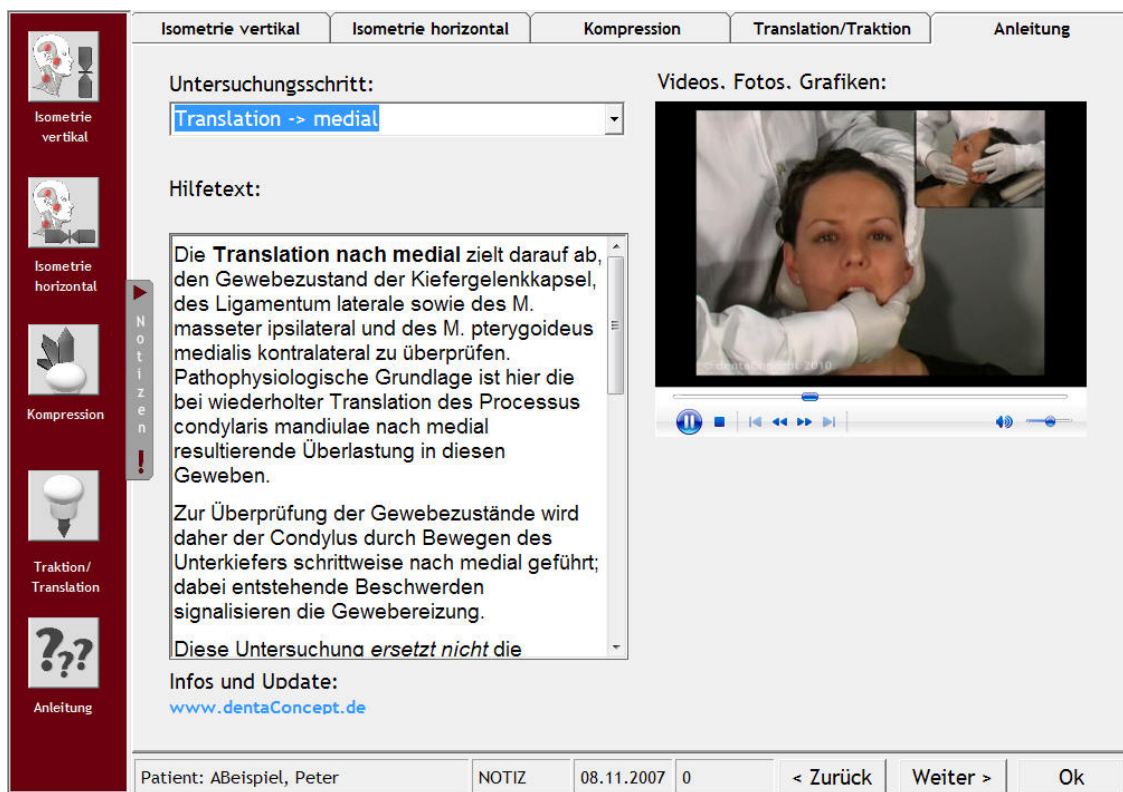 Isometrie vertikal
Isometrie horizontal
Kompression
Translation/Traktion
Anleitung
Isometrie
vertikal
Isometrie
horizontal
Kompression
Traktion/
Translation
???
Anleitung
Notizen
!
Untersuchungsschritt:
Translation -> medial
Hilfetext:
Die Translation nach medial zielt darauf ab,
den Gewebezustand der Kiefergelenkkapsel,
des Ligamentum laterale sowie des M.
masseter ipsilateral und des M. pterygoideus
medialis kontralateral zu überprüfen.
Pathophysiologische Grundlage ist hier die
bei wiederholter Translation des Processus
condylaris mandiulae nach medial
resultierende Überlastung in diesen
Geweben.
Zur Überprüfung der Gewebezustände wird
daher der Condylus durch Bewegen des
Unterkiefers schrittweise nach medial geführt;
dabei entstehende Beschwerden
signalisieren die Gewebereizung.
Diese Untersuchung ersetzt nicht die
Infos und Update:
www.dentaConcept.de
Videos. Fotos. Grafiken:
© dentaConcept 2010
Patient: ABeispiel, Peter
NOTIZ
08.11.2007
0
< Zurück
Weiter >
Ok